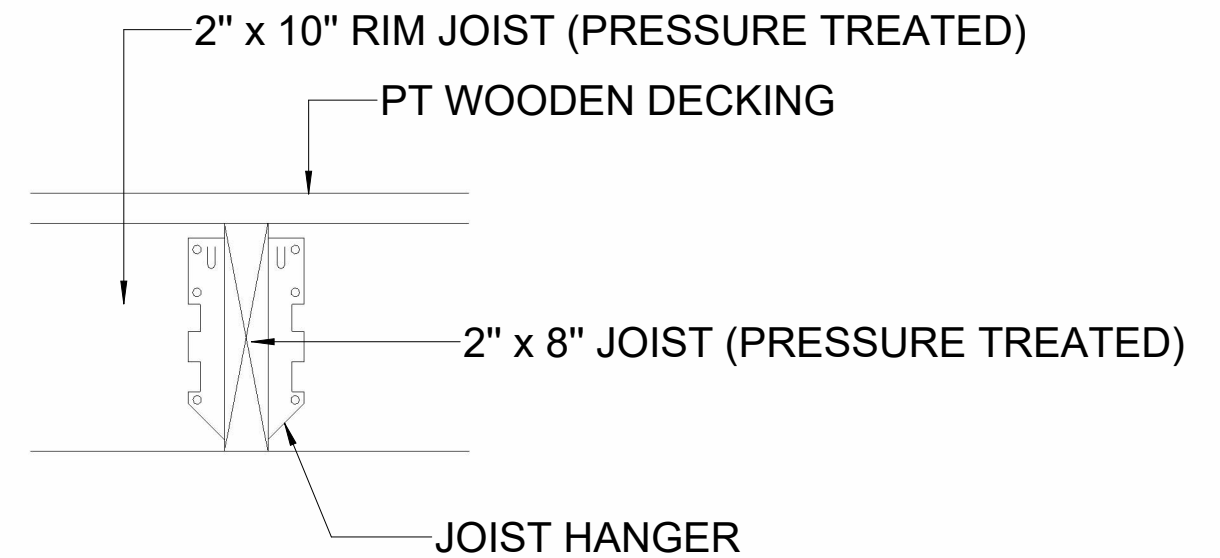 2" x 10" RIM JOIST (PRESSURE TREATED)
PT WOODEN DECKING
2" x 8" JOIST (PRESSURE TREATED)
JOIST HANGER